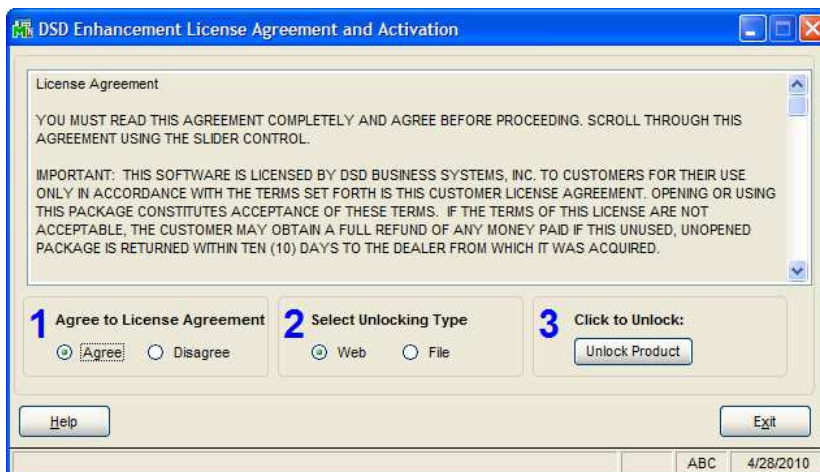 DSD Enhancement License Agreement and Activation
License Agreement
YOU MUST READ THIS AGREEMENT COMPLETELY AND AGREE BEFORE PROCEEDING. SCROLL THROUGH THIS
AGREEMENT USING THE SLIDER CONTROL.
IMPORTANT: THIS SOFTWARE IS LICENSED BY DSD BUSINESS SYSTEMS, INC. TO CUSTOMERS FOR THEIR USE
ONLY IN ACCORDANCE WITH THE TERMS SET FORTH IS THIS CUSTOMER LICENSE AGREEMENT. OPENING OR USING
THIS PACKAGE CONSTITUTES ACCEPTANCE OF THESE TERMS. IF THE TERMS OF THIS LICENSE ARE NOT
ACCEPTABLE, THE CUSTOMER MAY OBTAIN A FULL REFUND OF ANY MONEY PAID IF THIS UNUSED, UNOPENED
PACKAGE IS RETURNED WITHIN TEN (10) DAYS TO THE DEALER FROM WHICH IT WAS ACQUIRED.
1 Agree to License Agreement
Agree Disagree
2 Select Unlocking Type
Web File
3 Click to Unlock:
Unlock Product
Help
Exit
ABC 4/28/2010